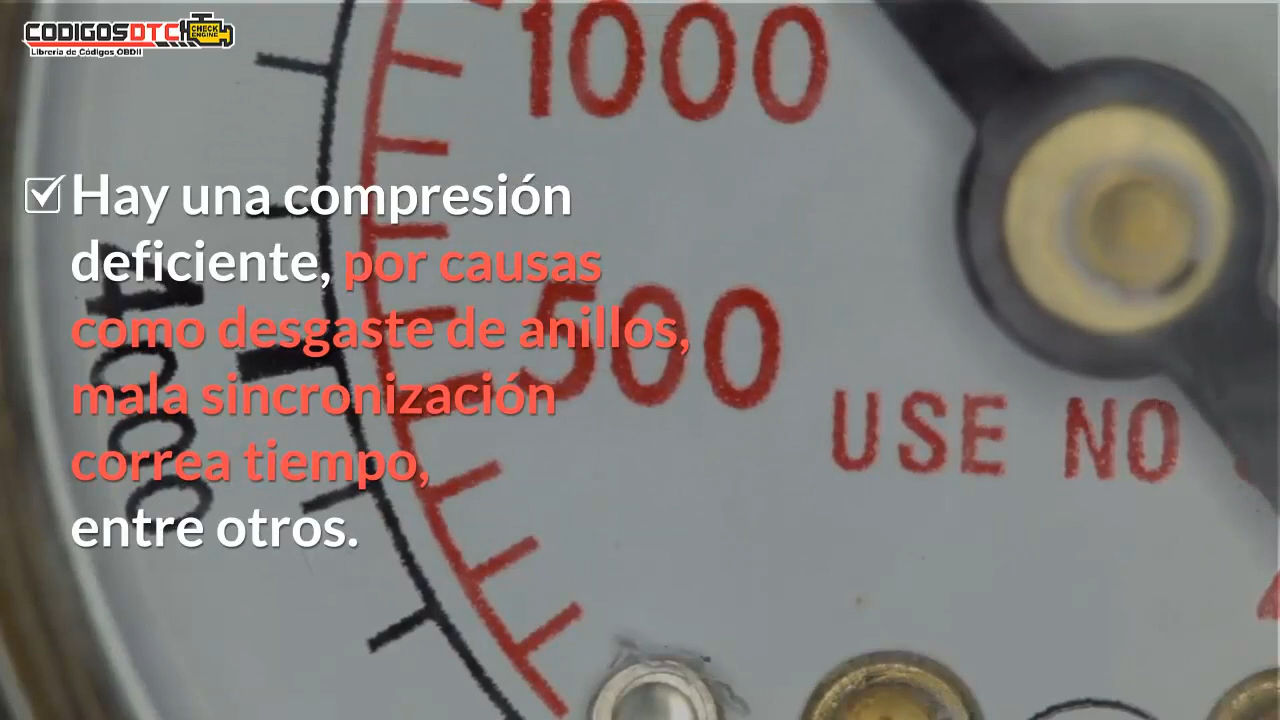 CODIGOSDTC
CHECK
ENGINE
Librería de Códigos OBDII
1000
Hay una compresión
deficiente, por causas
como desgaste de anillos,
mala sincronización
correa tiempo,
entre otros.
4000
500
USE NO